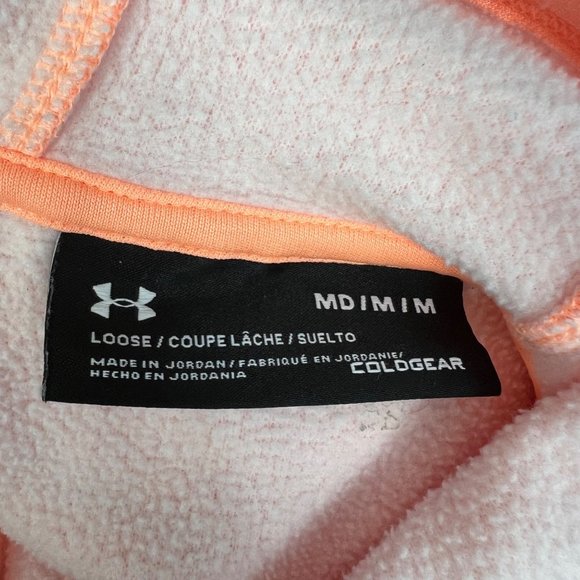 MD / M / M
LOOSE / COUPE LÂCHE / SUELTO
MADE IN JORDAN / FABRIQUÉ EN JORDANIE/
HECHO EN JORDANIA
COLDGEAR